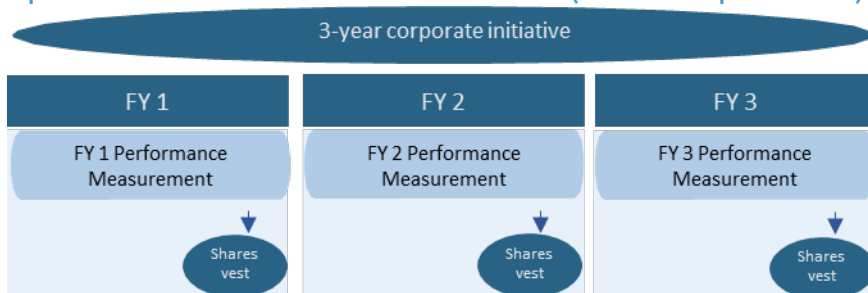 3-year corporate initiative
FY 1
FY 2
FY 3
FY 1 Performance
Measurement
FY 2 Performance
Measurement
FY 3 Performance
Measurement
Shares
vest
Shares
vest
Shares
vest